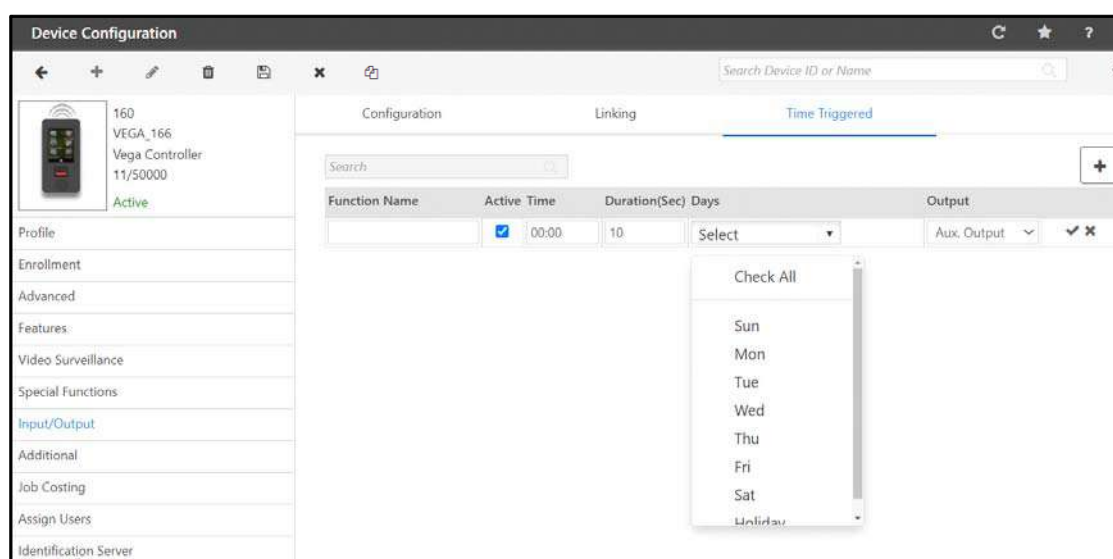 Device Configuration
?
Search Device ID or Name
160
VEGA_166
Vega Controller
11/50000
Active
Configuration Linking Time Triggered
Search
Function Name Active Time Duration(Sec) Days Output
00:00 10 Select Aux. Output
Check All
Sun
Mon
Tue
Wed
Thu
Fri
Sat
Holiday
Profile
Enrollment
Advanced
Features
Video Surveillance
Special Functions
Input/Output
Additional
Job Costing
Assign Users
Identification Server